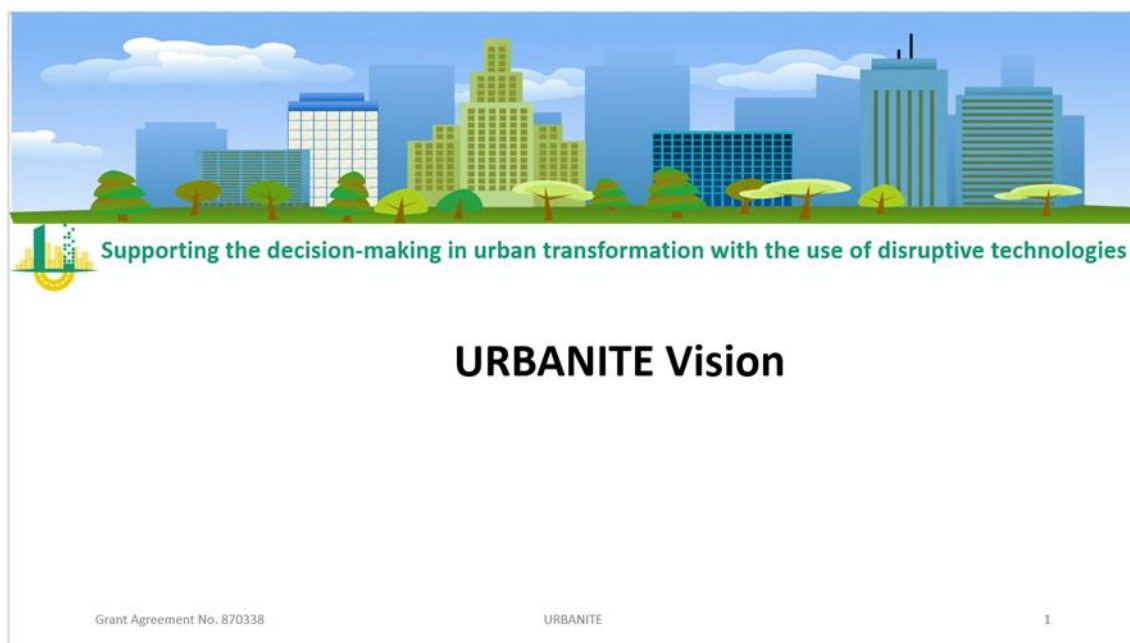 Supporting the decision-making in urban transformation with the use of disruptive technologies
URBANITE Vision
Grant Agreement No. 870338
URBANITE
1